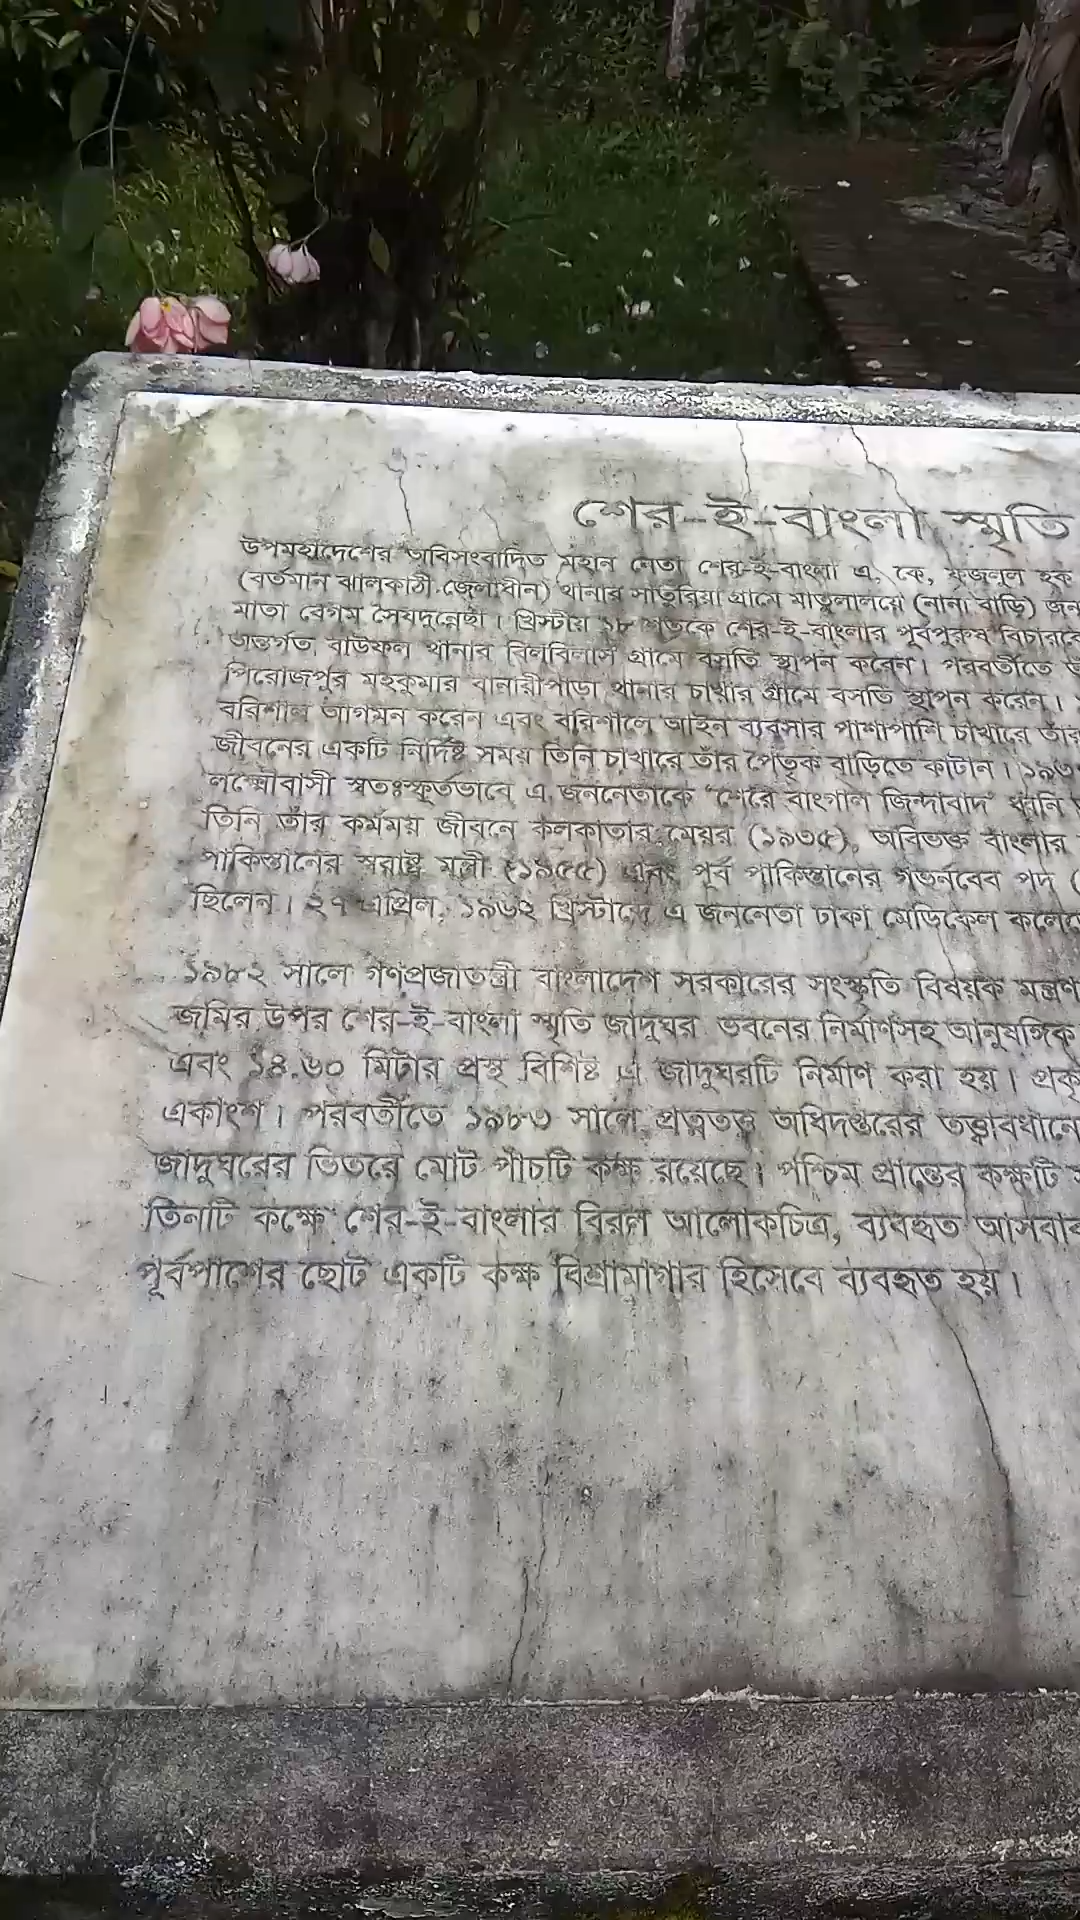 শের-ই-বাংলা স্মৃতি
উপমহাদেশের অবিসংবাদিত মহান নেতা শের-ই-বাংলা এ, কে, ফজলুল হক
(বর্তমান ঝালকাঠী জেলাধীন) থানার সাতুরিয়া গ্রামে মাতুলালয়ে (নানা বাড়ি)
মাতা বেগম সৈয়দুন্নেছা। খ্রিস্টীয় ১৮ শতকে শের-ই-বাংলার পূর্বপুরুষ
অন্তর্গত বাউফল থানার বিলবিলাস গ্রামে বসতি স্থাপন করেন। পরবর্তীতে
পিরোজপুর মহকুমার বানারীপাড়া থানার চাখার গ্রামে বসতি স্থাপন করেন।
বরিশাল আগমন করেন এবং বরিশালে আইন ব্যবসার পাশাপাশি চাখারে তাঁর
জীবনের একটি নির্দিষ্ট সময় তিনি চাখারে তাঁর পৈতৃক বাড়িতে কাটান।
লক্ষ্ণৌবাসী স্বতঃস্ফূর্তভাবে এ জননেতাকে "শেরে বাংগাল জিন্দাবাদ" ধ্বনি
তিনি তাঁর কর্মময় জীবনে কলকাতার মেয়র (১৯৩৫), অবিভক্ত বাংলার
পাকিস্তানের স্বরাষ্ট্র মন্ত্রী (১৯৫৫) এবং পূর্ব পাকিস্তানের গভর্নরের পদ
ছিলেন। ২৭ এপ্রিল, ১৯৬২ খ্রিস্টাব্দে এ জননেতা ঢাকা মেডিকেল
১৯৮২ সালে গণপ্রজাতন্ত্রী বাংলাদেশ সরকারের সংস্কৃতি বিষয়ক
জমির উপর শের-ই-বাংলা স্মৃতি জাদুঘর ভবনের নির্মাণসহ আনুষঙ্গিক
এবং ১৪.৬০ মিটার প্রস্থ বিশিষ্ট এ জাদুঘরটি নির্মাণ করা হয়।
একাংশ। পরবর্তীতে ১৯৮৩ সালে প্রত্নতত্ত্ব অধিদপ্তরের তত্ত্বাবধানে
জাদুঘরের ভিতরে মোট পাঁচটি কক্ষ রয়েছে। পশ্চিম প্রান্তের কক্ষটি
তিনটি কক্ষে শের-ই-বাংলার বিরল আলোকচিত্র, ব্যবহৃত
পূর্বপাশের ছোট একটি কক্ষ বিশ্রামাগার হিসেবে ব্যবহৃত হয়।